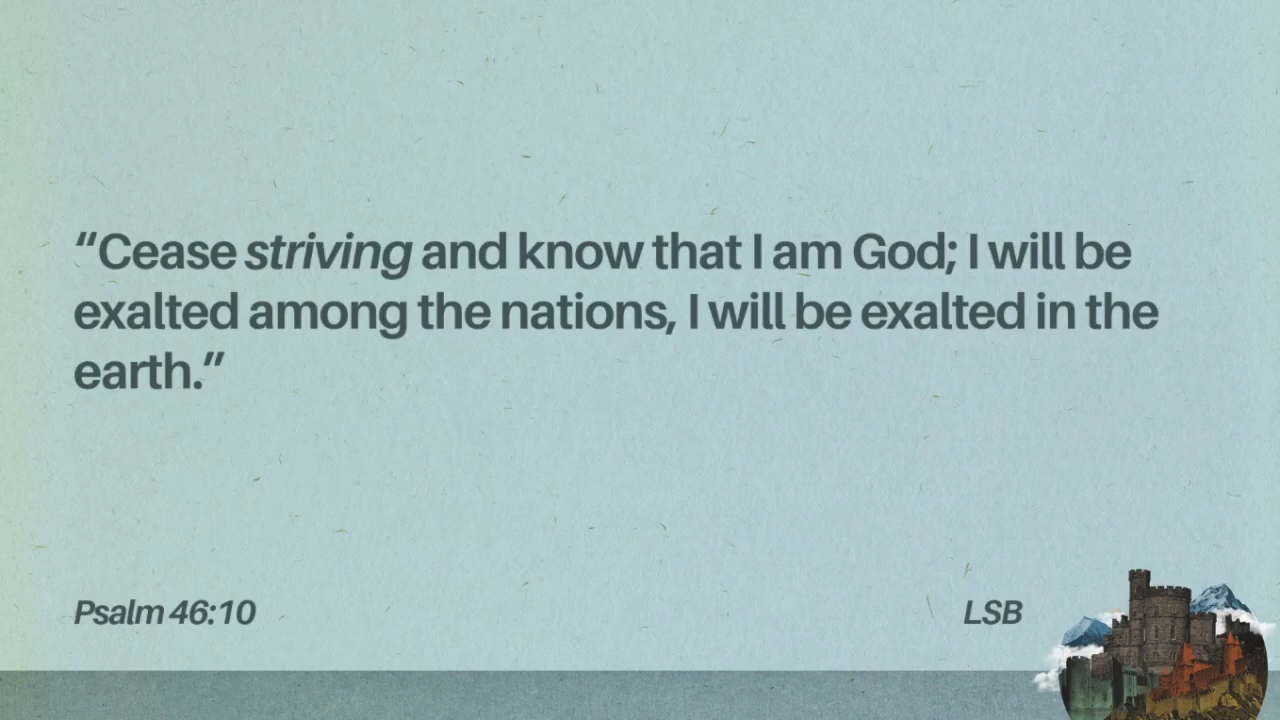 “Cease striving and know that I am God; I will be
exalted among the nations, I will be exalted in the
earth.”
Psalm 46:10
LSB